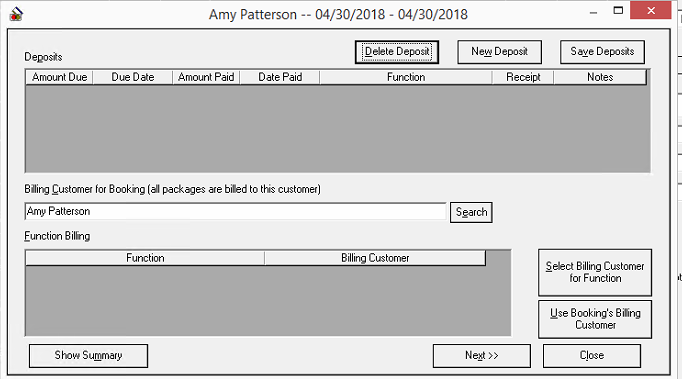 Amy Patterson -- 04/30/2018 - 04/30/2018
Deposits
Delete Deposit
New Deposit
Save Deposits
Amount Due Due Date Amount Paid Date Paid Function Receipt Notes
Billing Customer for Booking (all packages are billed to this customer)
Amy Patterson
Search
Function Billing
Function Billing Customer
Select Billing Customer
for Function
Use Booking's Billing
Customer
Show Summary
Next >>
Close